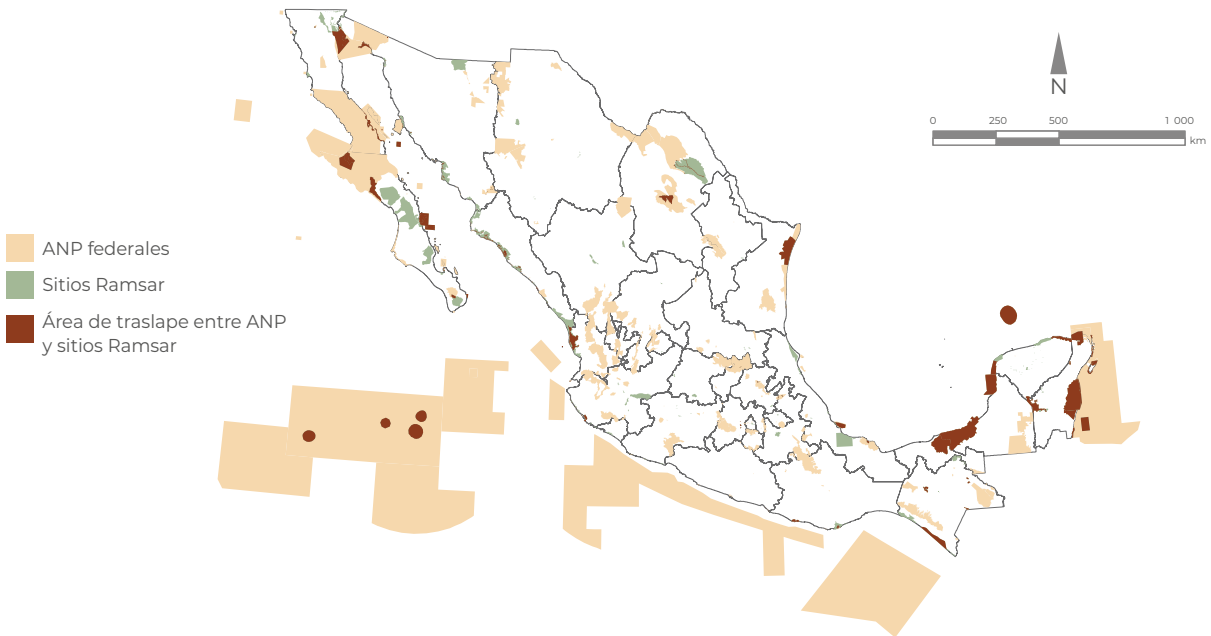 N
0 250 500 1 000
km
ANP federales
Sitios Ramsar
Área de traslape entre ANP
y sitios Ramsar